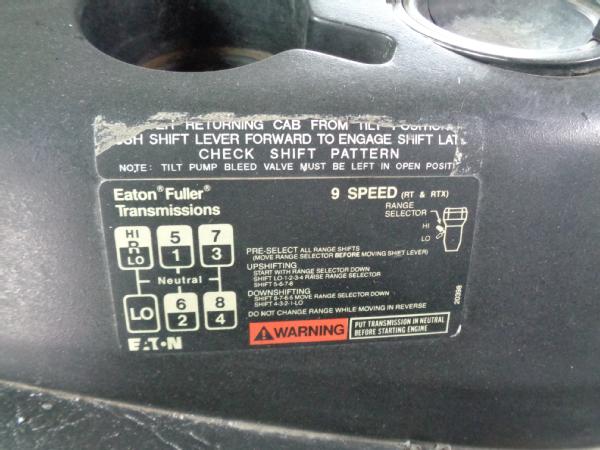 RETURNING CAB FROM TILT POSITION
SH SHIFT LEVER FORWARD TO ENGAGE SHIFT LAT
CHECK SHIFT PATTERN
NOTE: TILT PUMP BLEED VALVE MUST BE LEFT IN OPEN POSITI
Eaton® Fuller®
Transmissions
9 SPEED (RT & RTX)
RANGE
SELECTOR
HI
LO
HI
R
LO
5
1
7
3
Neutral
LO
6
2
8
4
EAT•N
PRE-SELECT ALL RANGE SHIFTS
(MOVE RANGE SELECTOR BEFORE MOVING SHIFT LEVER)
UPSHIFTING
START WITH RANGE SELECTOR DOWN
SHIFT LO-1-2-3-4 RAISE RANGE SELECTOR
SHIFT 5-6-7-8
DOWNSHIFTING
SHIFT 8-7-6-5 MOVE RANGE SELECTOR DOWN
SHIFT 4-3-2-1-LO
DO NOT CHANGE RANGE WHILE MOVING IN REVERSE
20398
WARNING
PUT TRANSMISSION IN NEUTRAL
BEFORE STARTING ENGINE